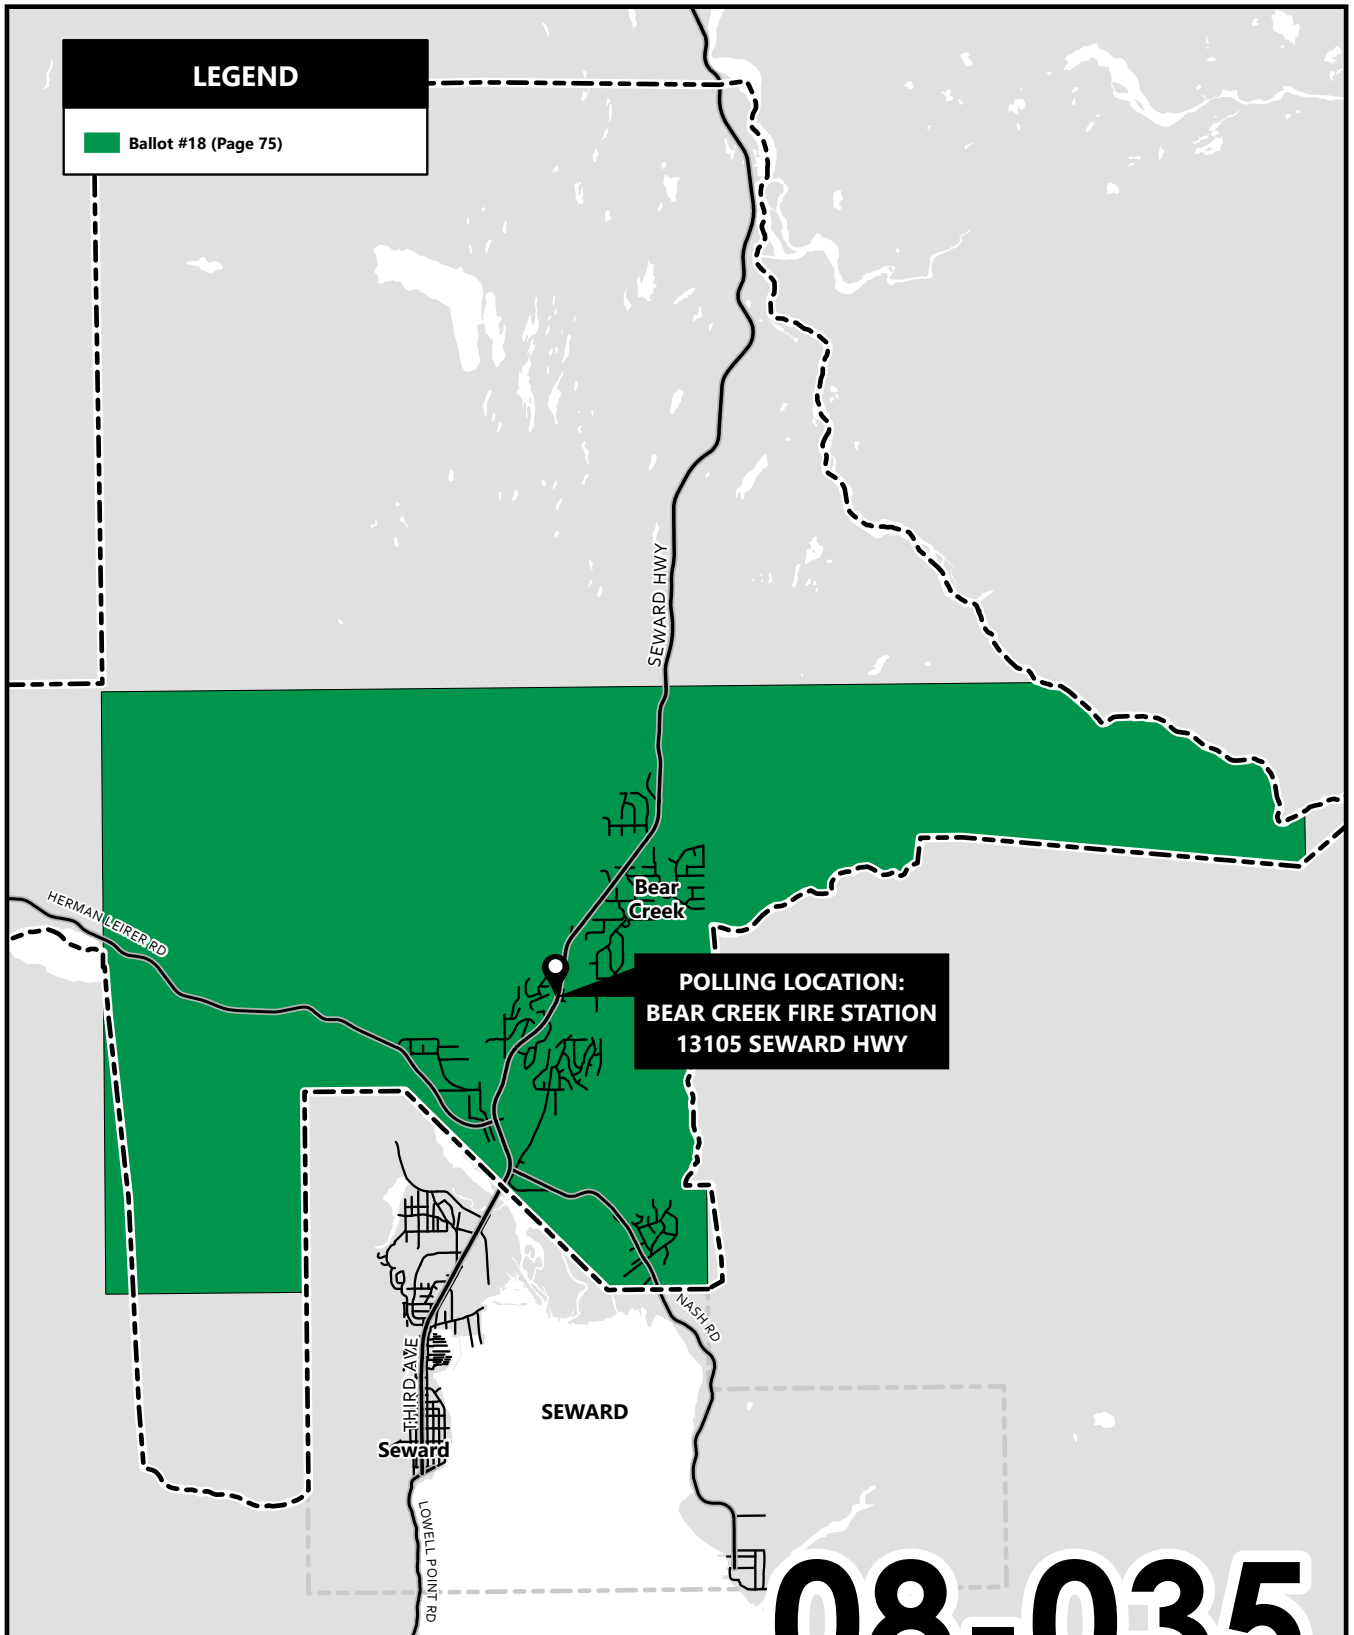 LEGEND
Ballot #18 (Page 75)
SEWARD HWY
Bear
Creek
HERMAN LEIRER RD
POLLING LOCATION:
BEAR CREEK FIRE STATION
13105 SEWARD HWY
NASH RD
THIRD AVE
SEWARD
Seward
LOWELL POINT RD
08-035